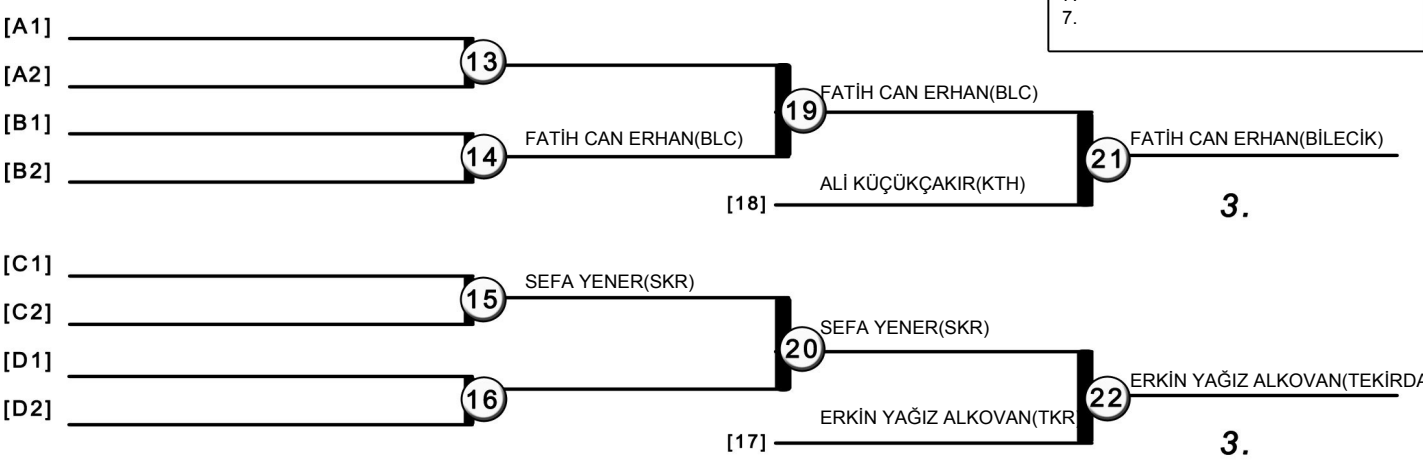 7.
[A1]
13
[A2]
FATİH CAN ERHAN(BLC)
19
[B1]
FATİH CAN ERHAN(BLC)
14
[B2]
FATİH CAN ERHAN(BİLECİK)
21
ALİ KÜÇÜKÇAKIR(KTH)
[18]
3.
[C1]
SEFA YENER(SKR)
15
[C2]
SEFA YENER(SKR)
20
[D1]
16
[D2]
ERKİN YAĞIZ ALKOVAN(TEKİRDA
22
ERKİN YAĞIZ ALKOVAN(TKR
[17]
3.